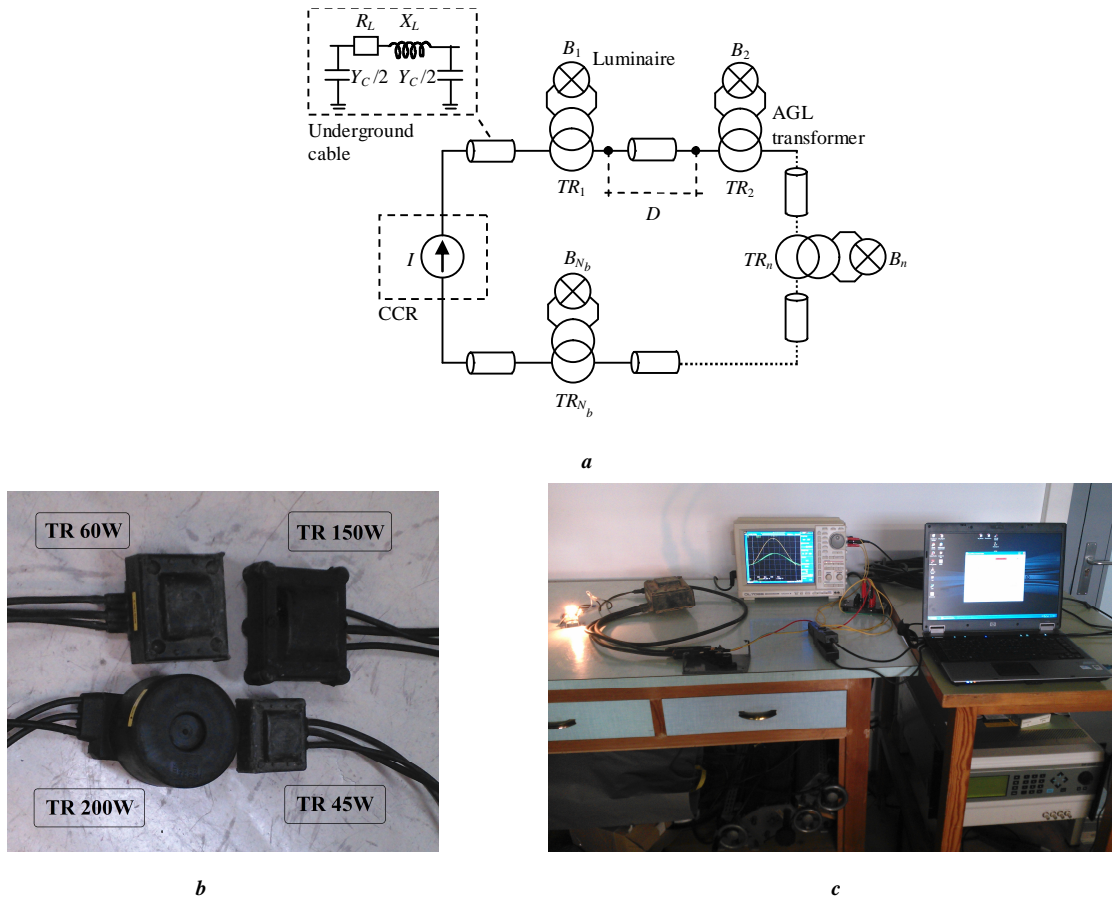 R_L X_L
Y_C/2 Y_C/2
Underground
cable
B_1
Luminaire
B_2
AGL
transformer
TR_1
D
TR_2
I
CCR
TR_n
B_n
B_{N_b}
TR_{N_b}
a
TR 60W
TR 150W
TR 200W
TR 45W
b
c